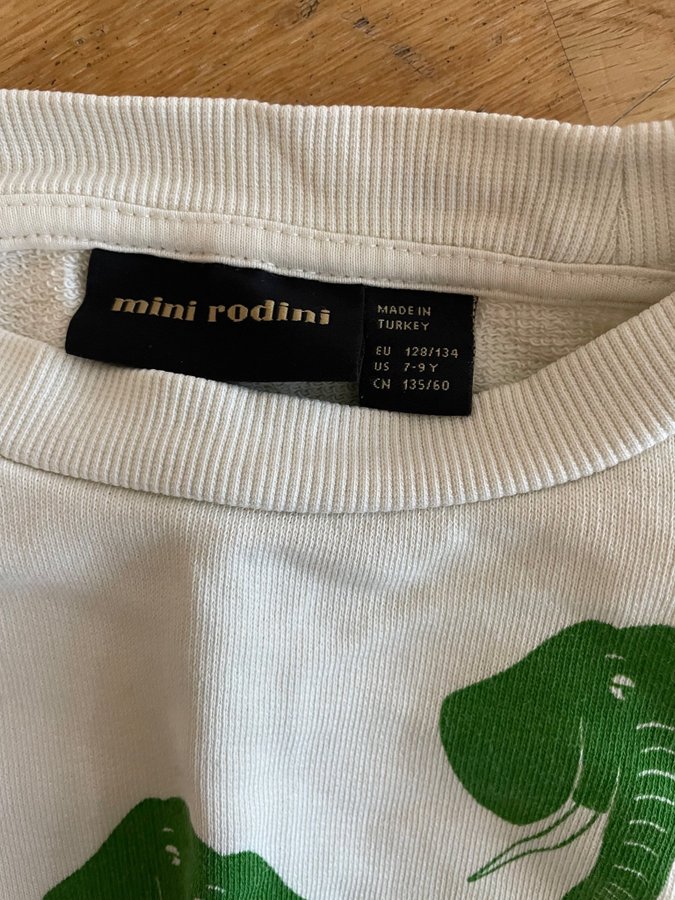 mini rodini
MADE IN
TURKEY
EU 128/134
US 7-9 Y
CN 135/60